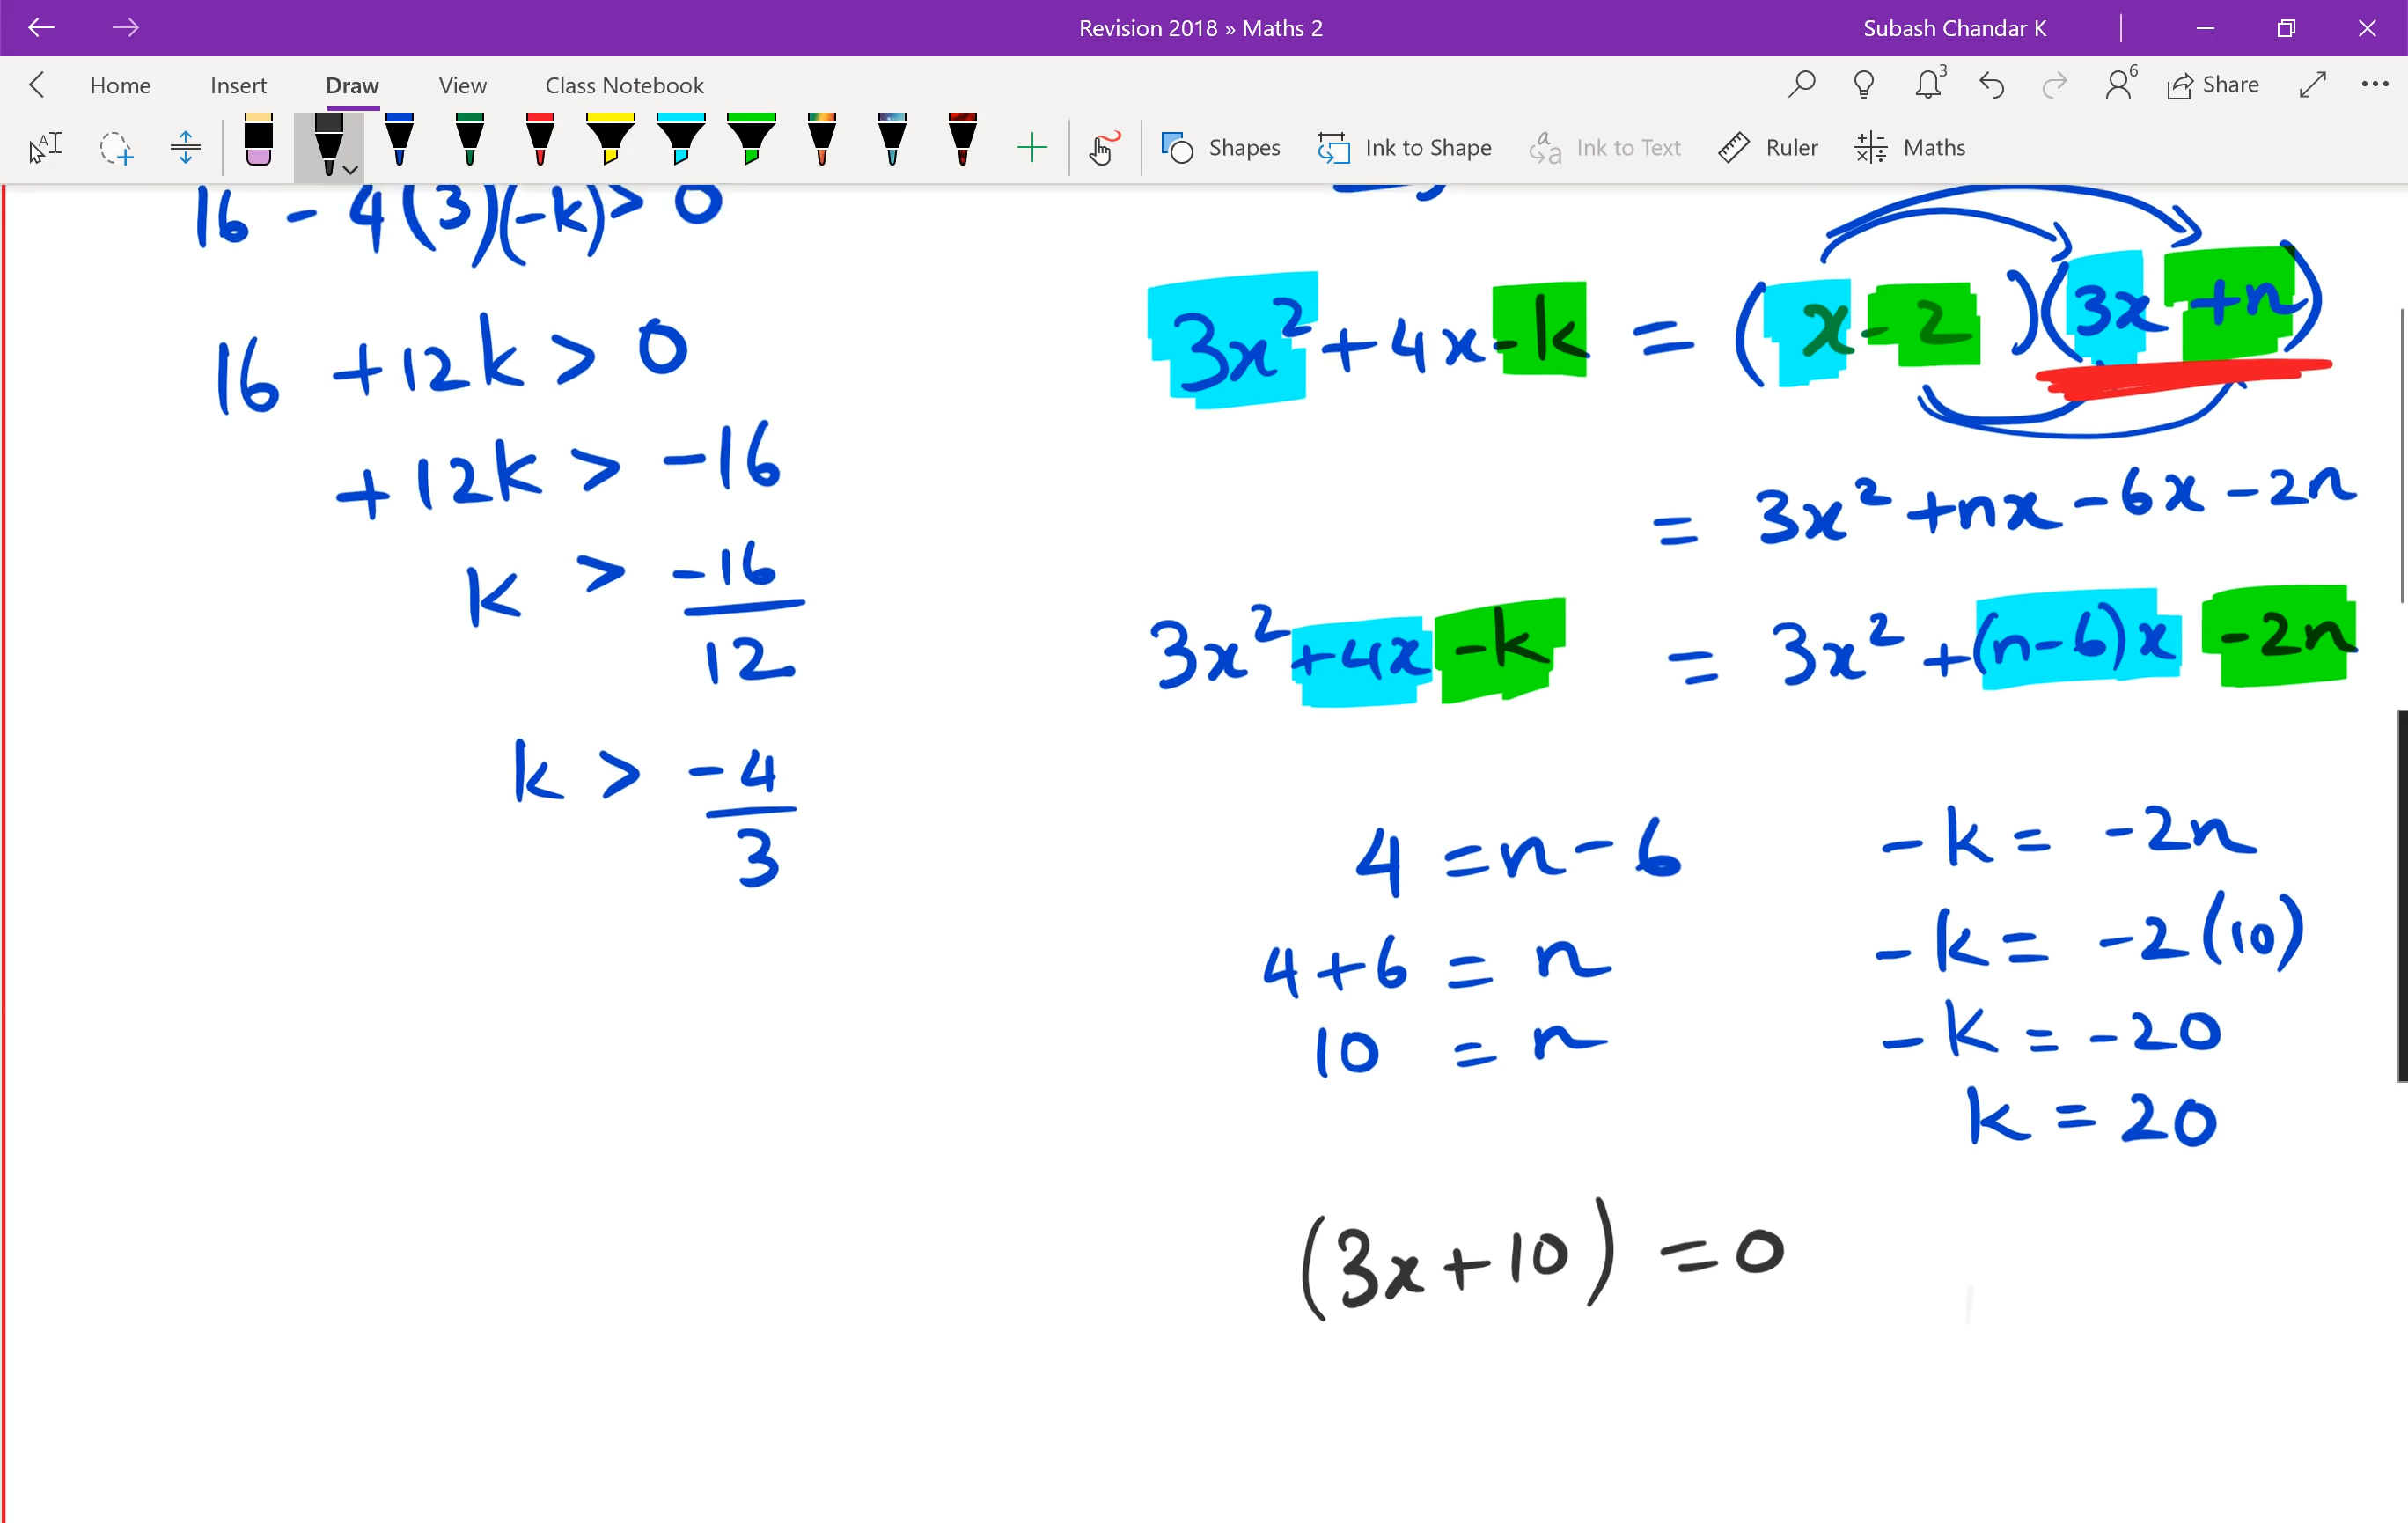 Revision 2018 » Maths 2
Subash Chandar K
Home Insert Draw View Class Notebook
3 6 Share
Shapes Ink to Shape Ink to Text Ruler Maths
16 - 4(3)(-k) > 0
16 + 12k > 0
+ 12k > -16
k > -16/12
k > -4/3
3x² + 4x - k = (x - 2)(3x + n)
= 3x² + nx - 6x - 2n
3x² + 4x - k = 3x² + (n-6)x - 2n
4 = n - 6
4 + 6 = n
10 = n
-k = -2n
-k = -2(10)
-k = -20
k = 20
(3x + 10) = 0